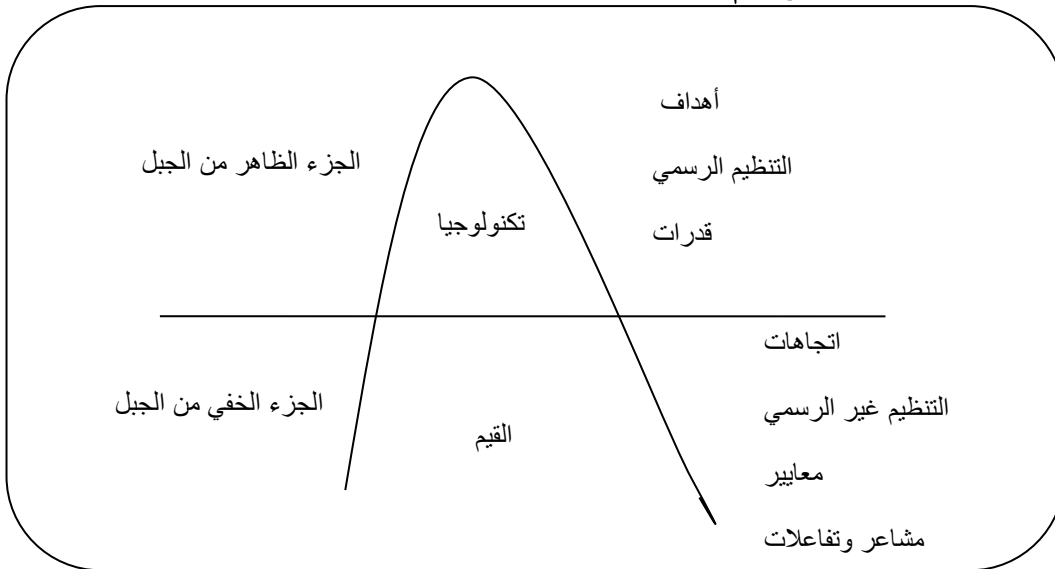 أهداف
الجزء الظاهر من الجبل
التنظيم الرسمي
تكنولوجيا
قدرات
اتجاهات
الجزء الخفي من الجبل
التنظيم غير الرسمي
القيم
معايير
مشاعر وتفاعلات